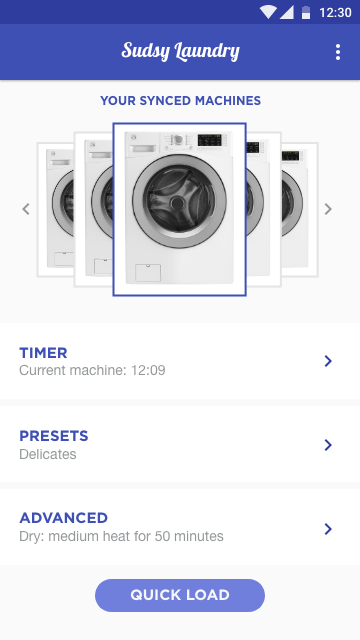 12:30
Sudsy Laundry
YOUR SYNCED MACHINES
TIMER
Current machine: 12:09
PRESETS
Delicates
ADVANCED
Dry: medium heat for 50 minutes
QUICK LOAD